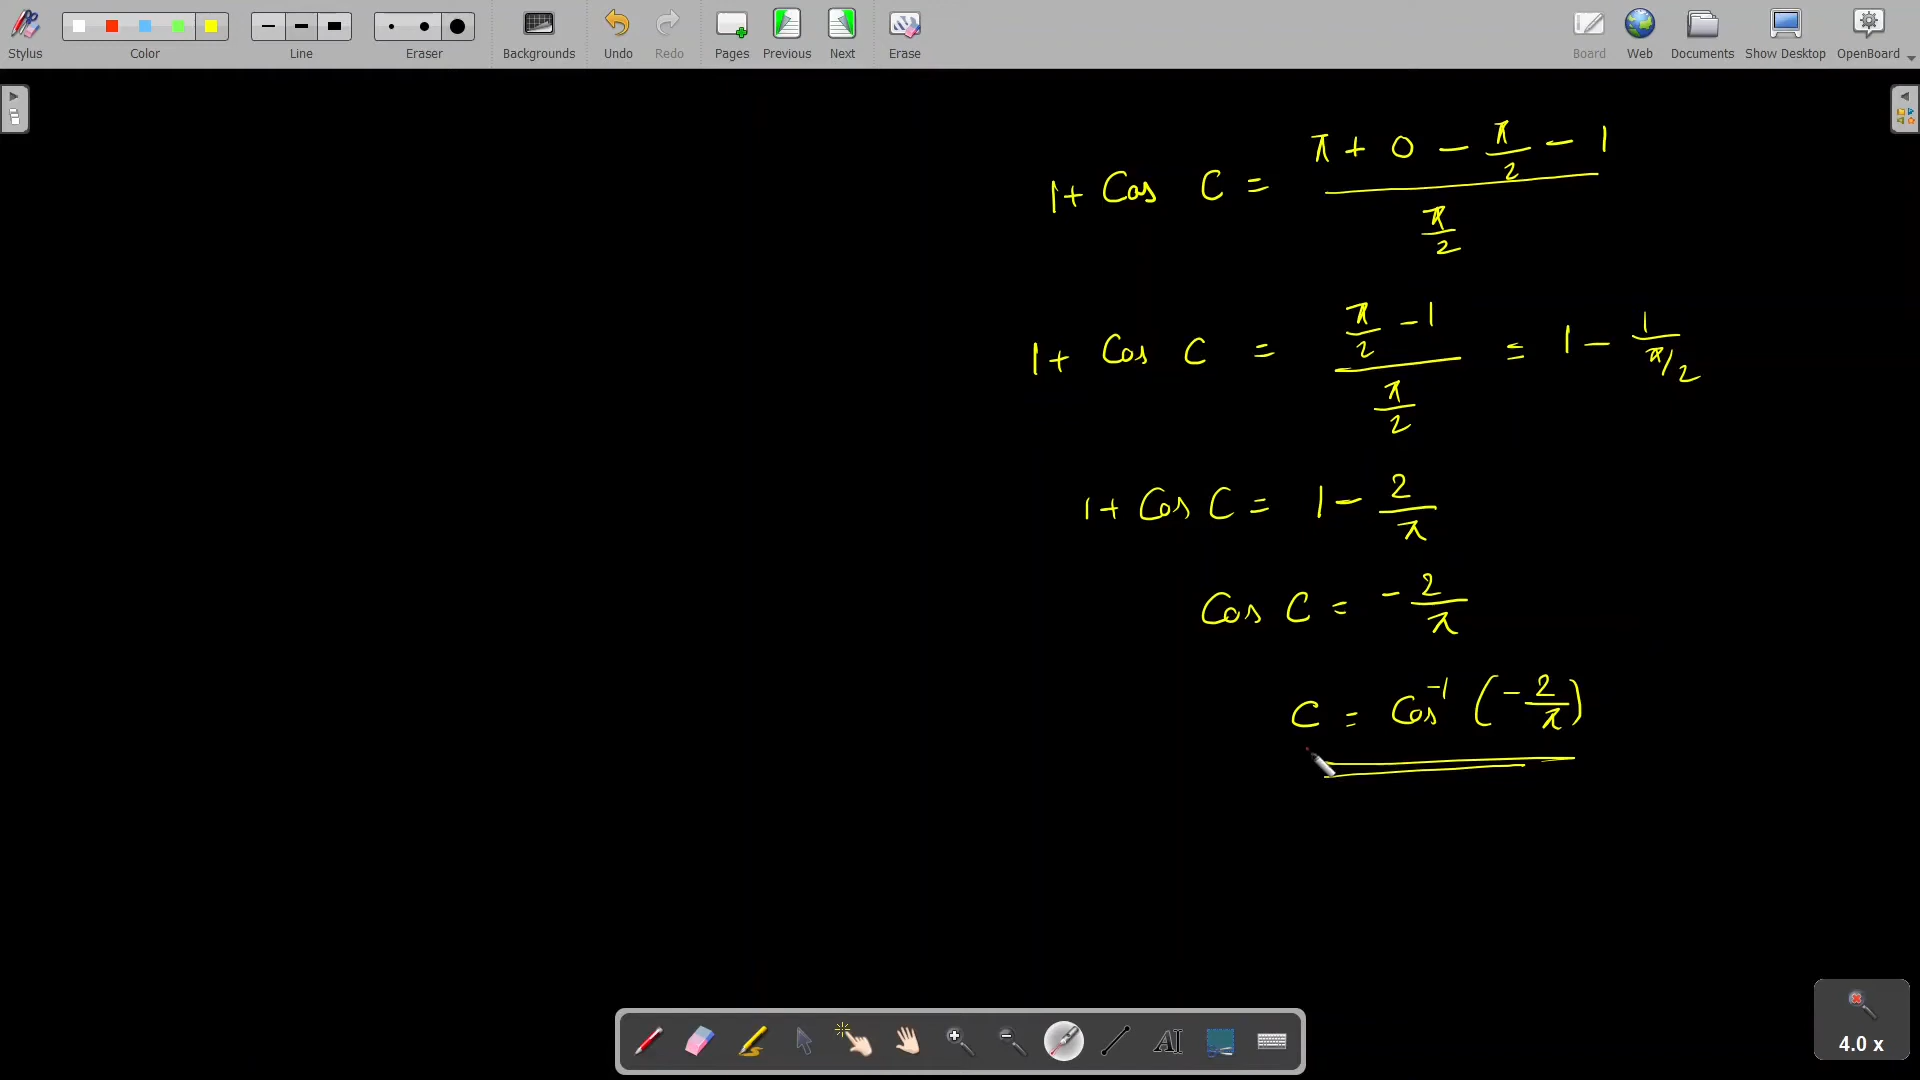 Stylus Color Line Eraser Backgrounds Undo Redo Pages Previous Next Erase Board Web Documents Show Desktop OpenBoard
1 + Cos C = (π + 0 − π/2 − 1) / (π/2)
1 + Cos C = (π/2 − 1) / (π/2) = 1 − 1/(π/2)
1 + Cos C = 1 − 2/π
Cos C = −2/π
C = Cos⁻¹ (−2/π)
4.0 x